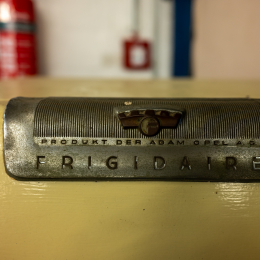 PRODUKT DER ADAM OPEL A G
FRIGIDAIRE